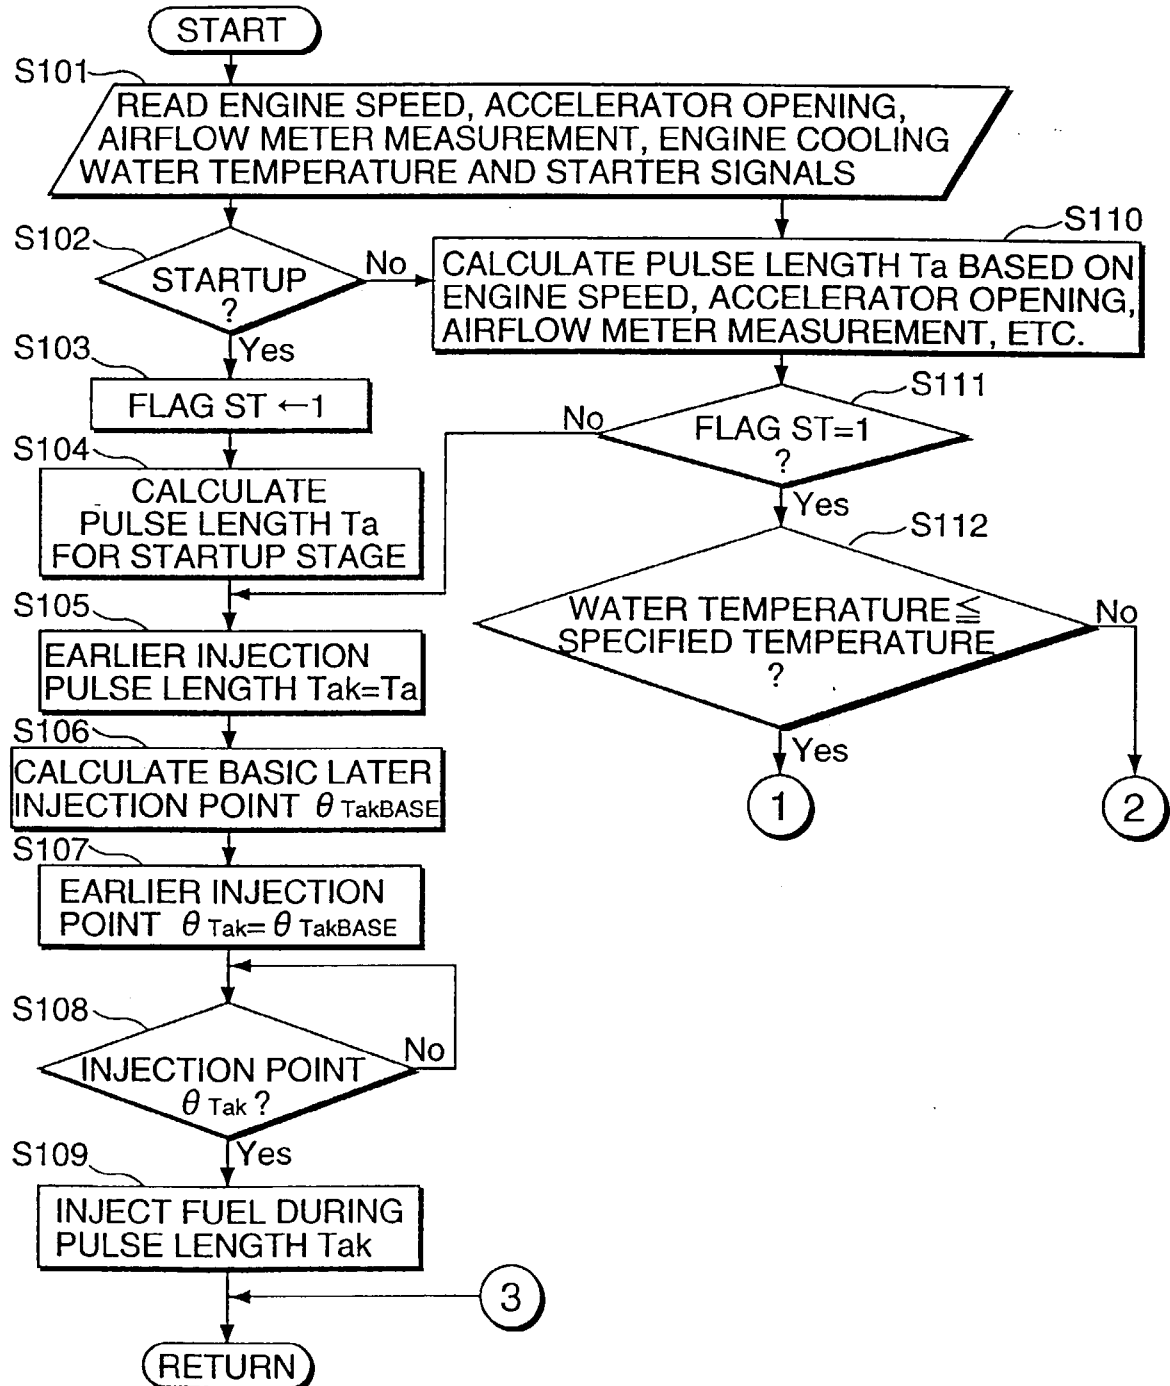 START
S101
READ ENGINE SPEED, ACCELERATOR OPENING,
AIRFLOW METER MEASUREMENT, ENGINE COOLING
WATER TEMPERATURE AND STARTER SIGNALS
S102
STARTUP
?
No
Yes
S110
CALCULATE PULSE LENGTH Ta BASED ON
ENGINE SPEED, ACCELERATOR OPENING,
AIRFLOW METER MEASUREMENT, ETC.
S103
FLAG ST ←1
S111
FLAG ST=1
?
No
Yes
S104
CALCULATE
PULSE LENGTH Ta
FOR STARTUP STAGE
S112
WATER TEMPERATURE≦
SPECIFIED TEMPERATURE
?
No
Yes
1
2
S105
EARLIER INJECTION
PULSE LENGTH Tak=Ta
S106
CALCULATE BASIC LATER
INJECTION POINT θ TakBASE
S107
EARLIER INJECTION
POINT θ Tak= θ TakBASE
S108
INJECTION POINT
θ Tak ?
No
Yes
S109
INJECT FUEL DURING
PULSE LENGTH Tak
3
RETURN